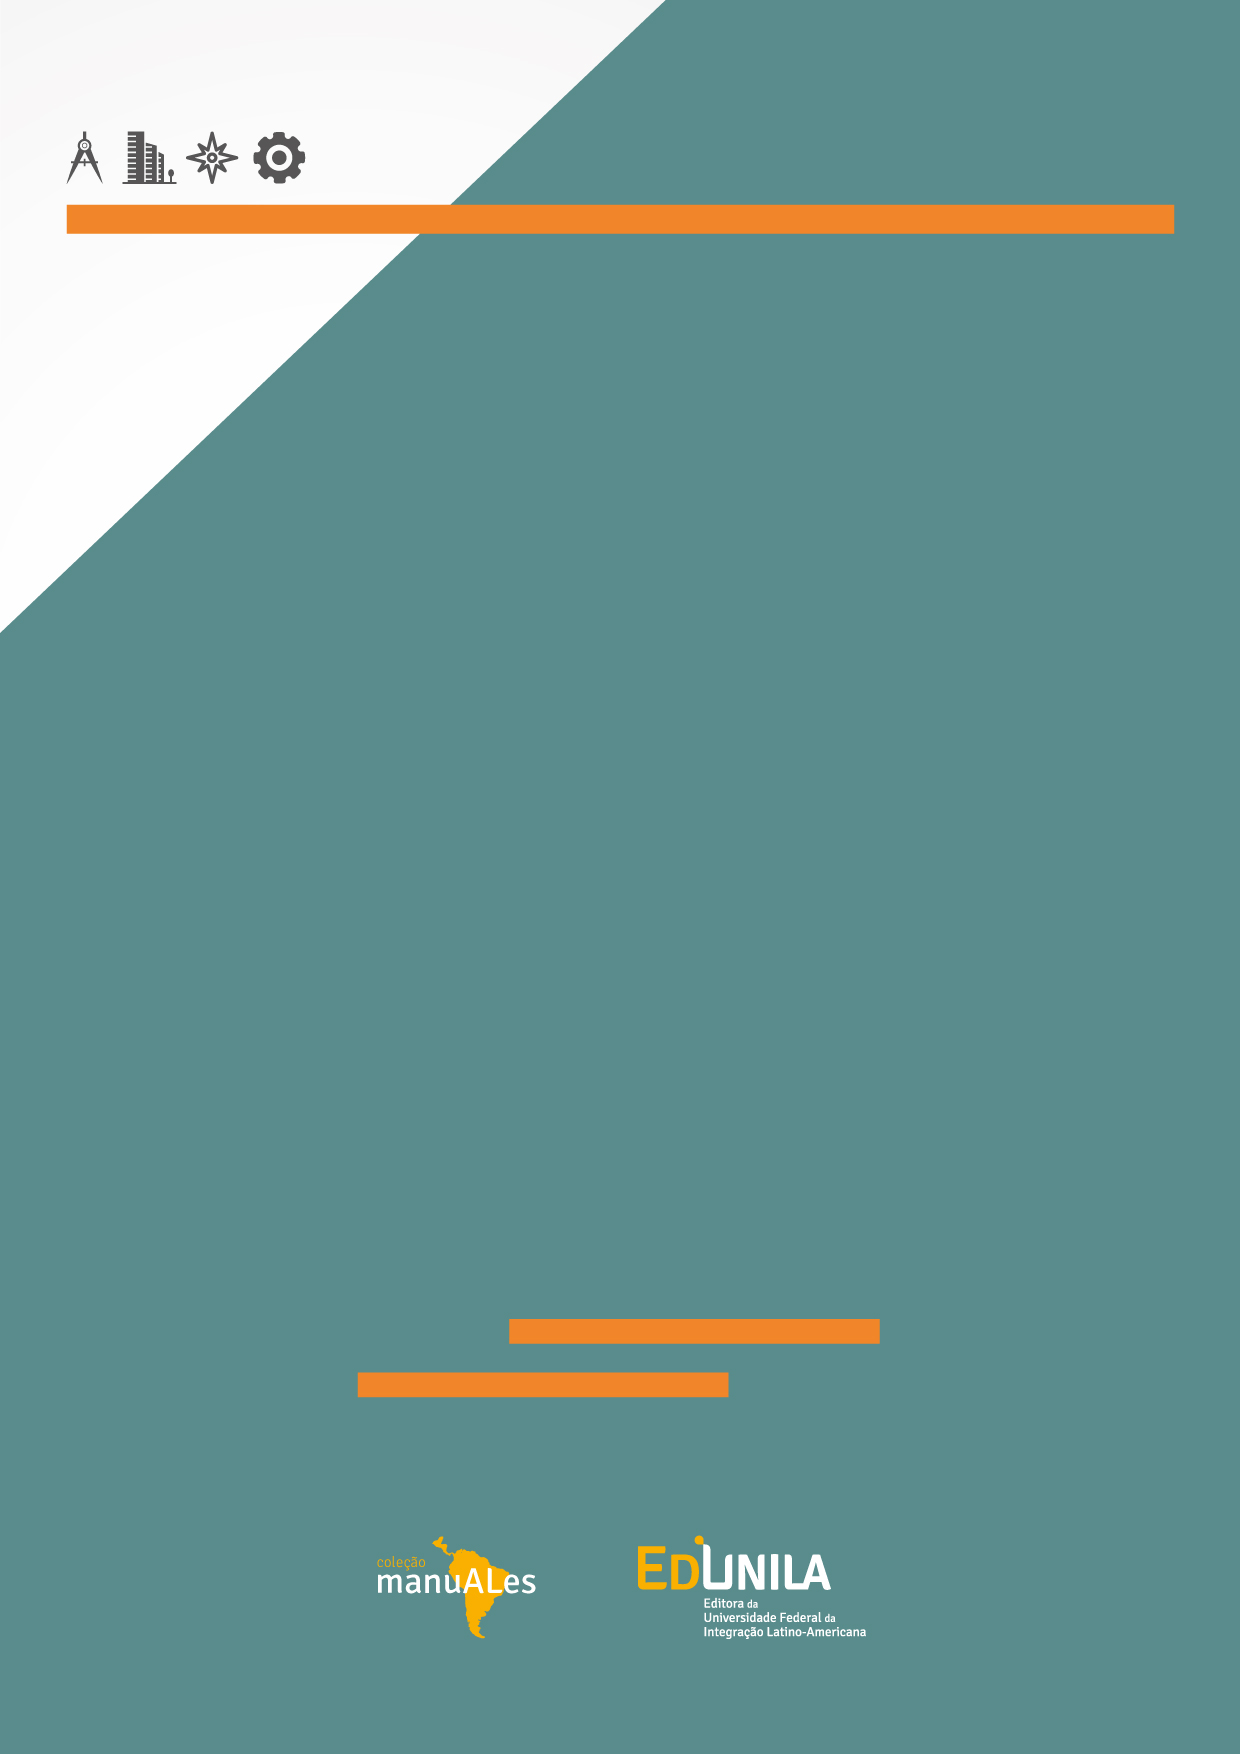 coleção
manuALes
EDUNILA
Editora da
Universidade Federal da
Integração Latino-Americana